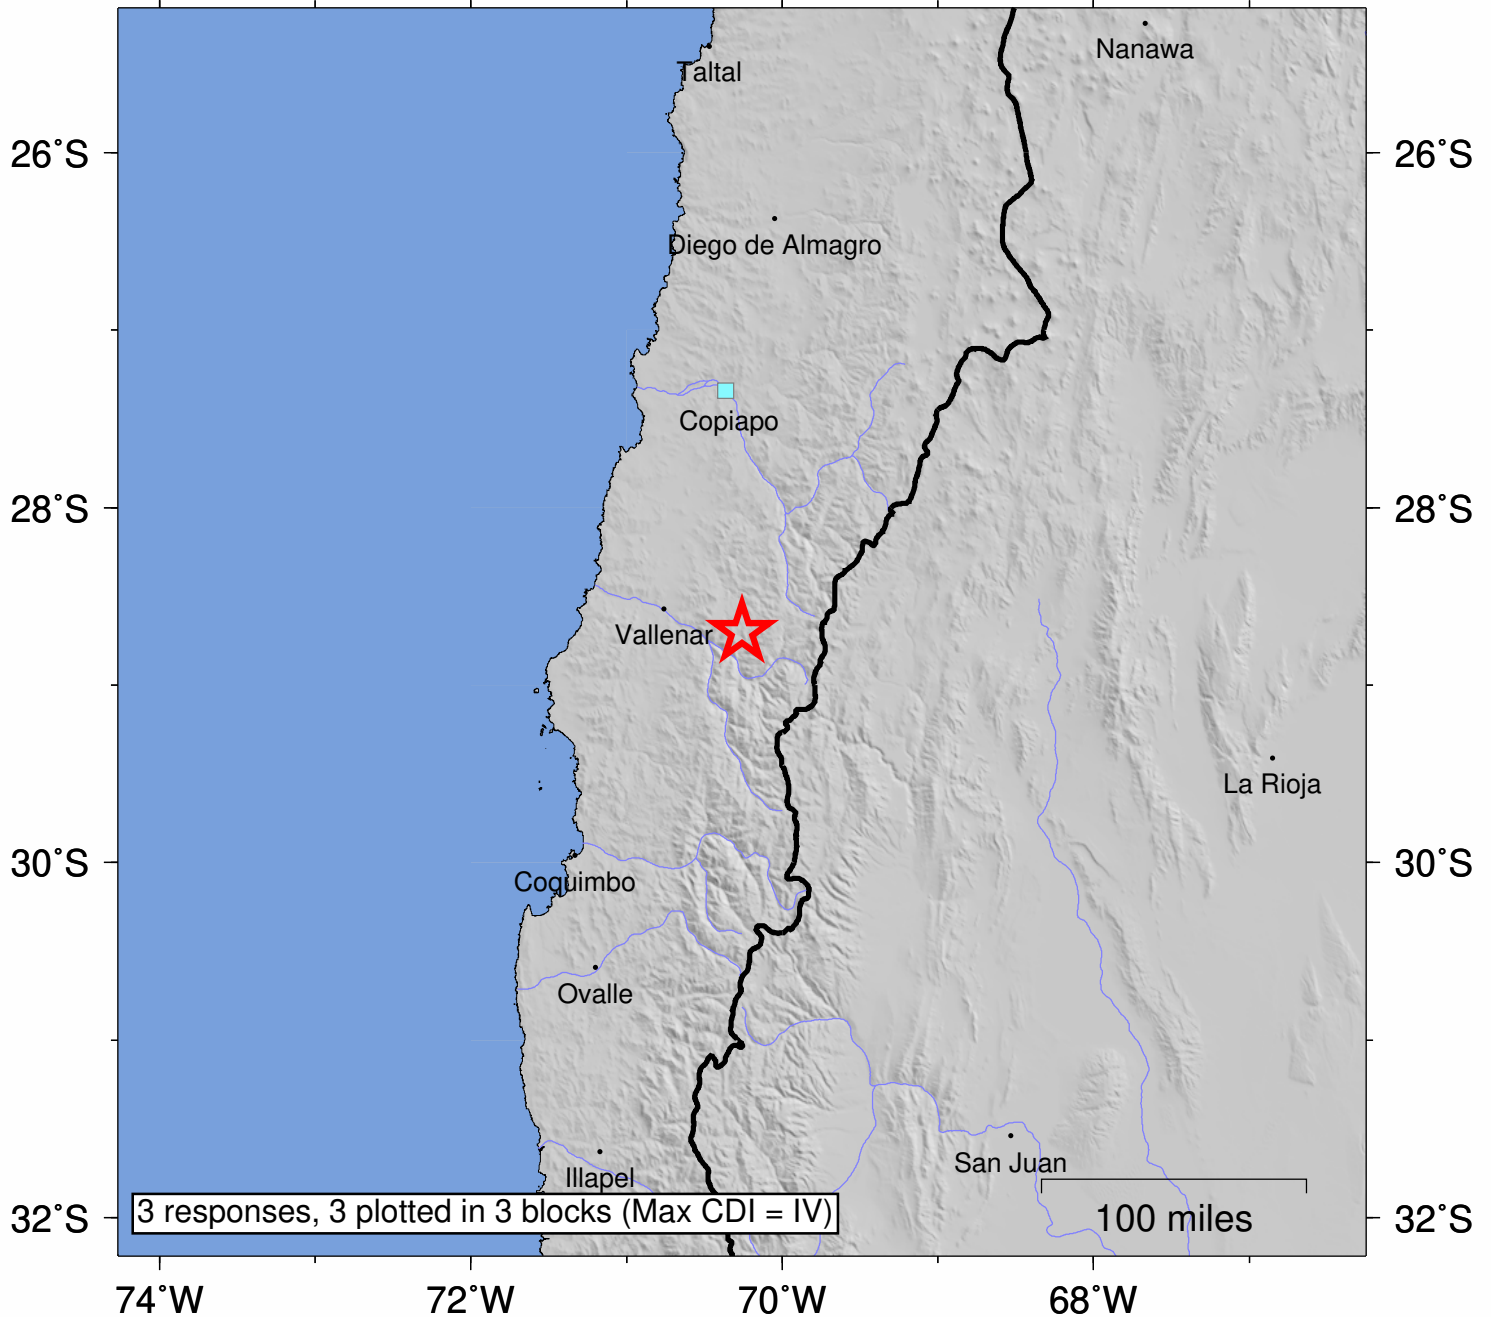 Nanawa
Taltal
26°S
26°S
Diego de Almagro
Copiapo
28°S
28°S
Vallenar
La Rioja
30°S
30°S
Coquimbo
Ovalle
San Juan
Illapel
3 responses, 3 plotted in 3 blocks (Max CDI = IV)
100 miles
32°S
32°S
74°W
72°W
70°W
68°W